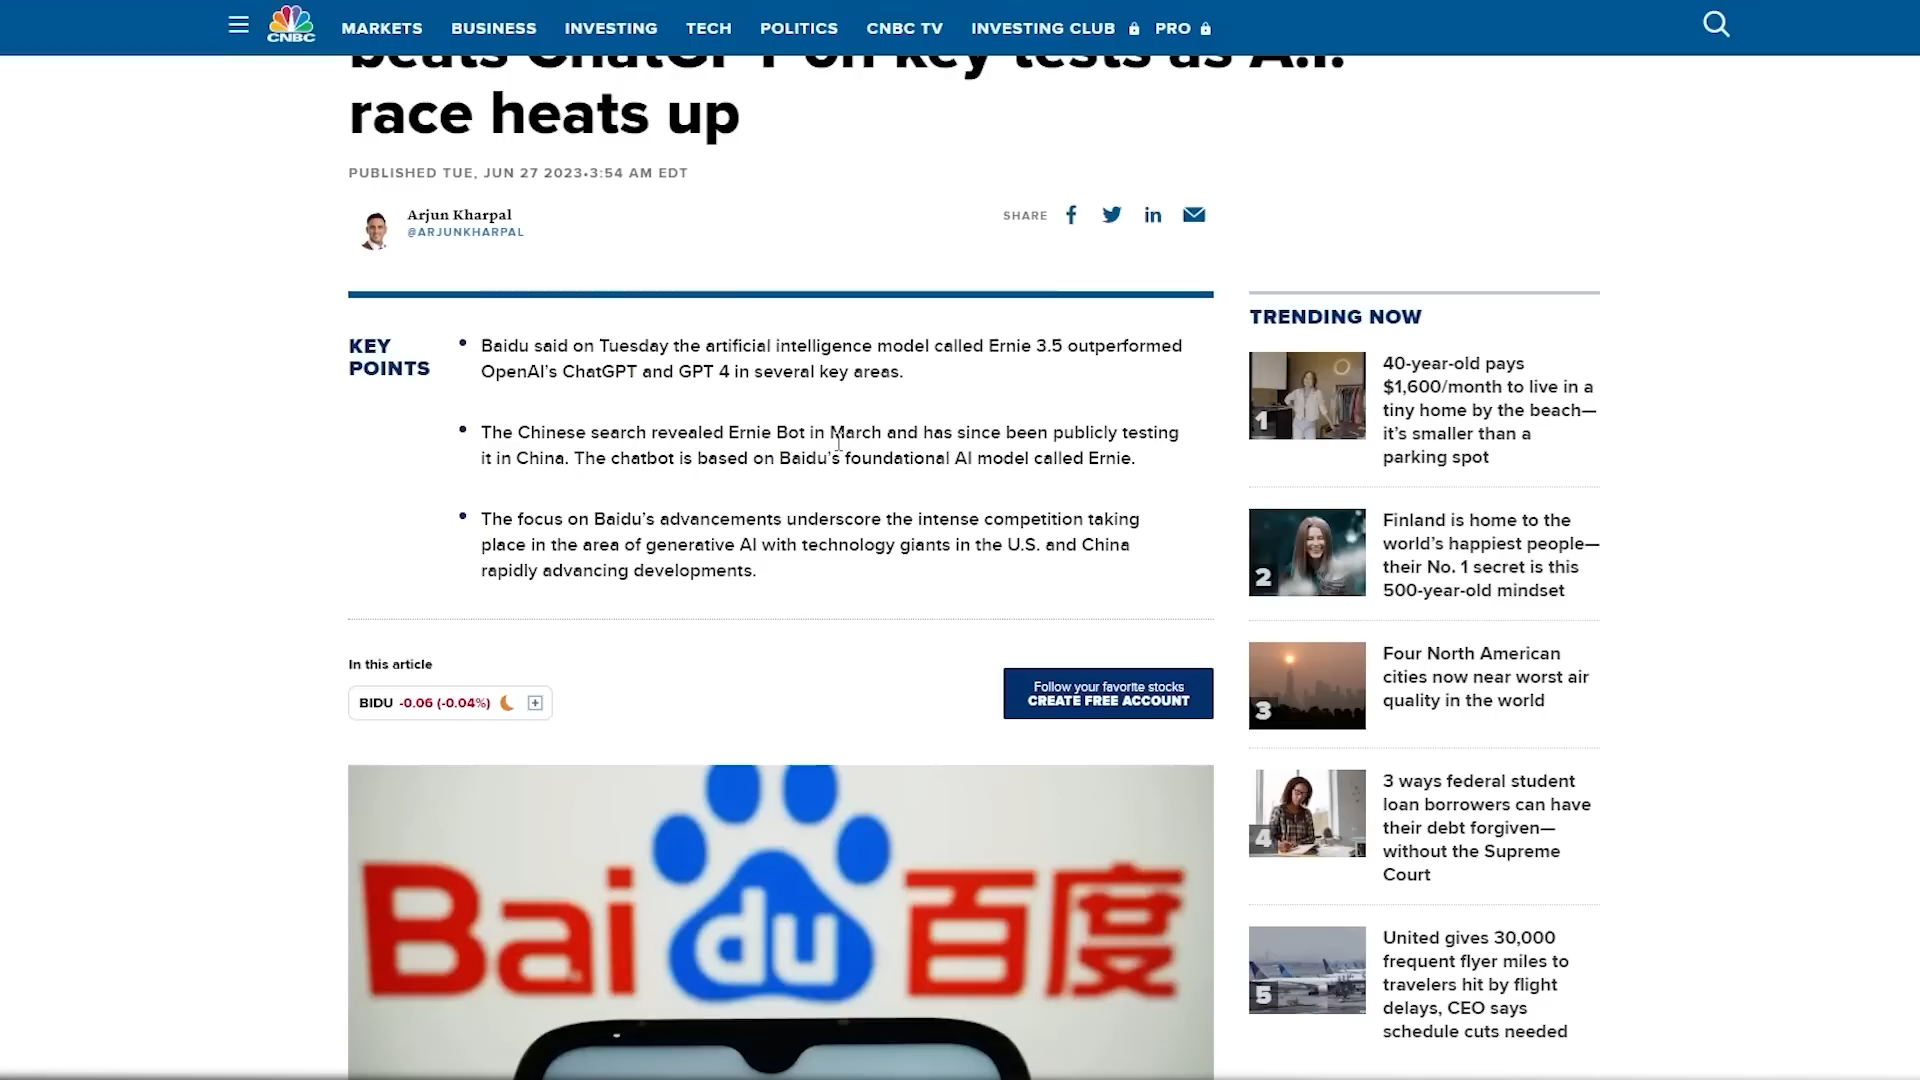 CNBC
MARKETS
BUSINESS
INVESTING
TECH
POLITICS
CNBC TV
INVESTING CLUB
PRO
beats ChatGPT on key tests as A.I.
race heats up
PUBLISHED TUE, JUN 27 2023•3:54 AM EDT
Arjun Kharpal
@ARJUNKHARPAL
SHARE
KEY
POINTS
• Baidu said on Tuesday the artificial intelligence model called Ernie 3.5 outperformed
OpenAI’s ChatGPT and GPT 4 in several key areas.
• The Chinese search revealed Ernie Bot in March and has since been publicly testing
it in China. The chatbot is based on Baidu’s foundational AI model called Ernie.
• The focus on Baidu’s advancements underscore the intense competition taking
place in the area of generative AI with technology giants in the U.S. and China
rapidly advancing developments.
In this article
BIDU -0.06 (-0.04%)
Follow your favorite stocks
CREATE FREE ACCOUNT
Bai du 百度
TRENDING NOW
1
40-year-old pays
$1,600/month to live in a
tiny home by the beach—
it’s smaller than a
parking spot
2
Finland is home to the
world’s happiest people—
their No. 1 secret is this
500-year-old mindset
3
Four North American
cities now near worst air
quality in the world
4
3 ways federal student
loan borrowers can have
their debt forgiven—
without the Supreme
Court
5
United gives 30,000
frequent flyer miles to
travelers hit by flight
delays, CEO says
schedule cuts needed